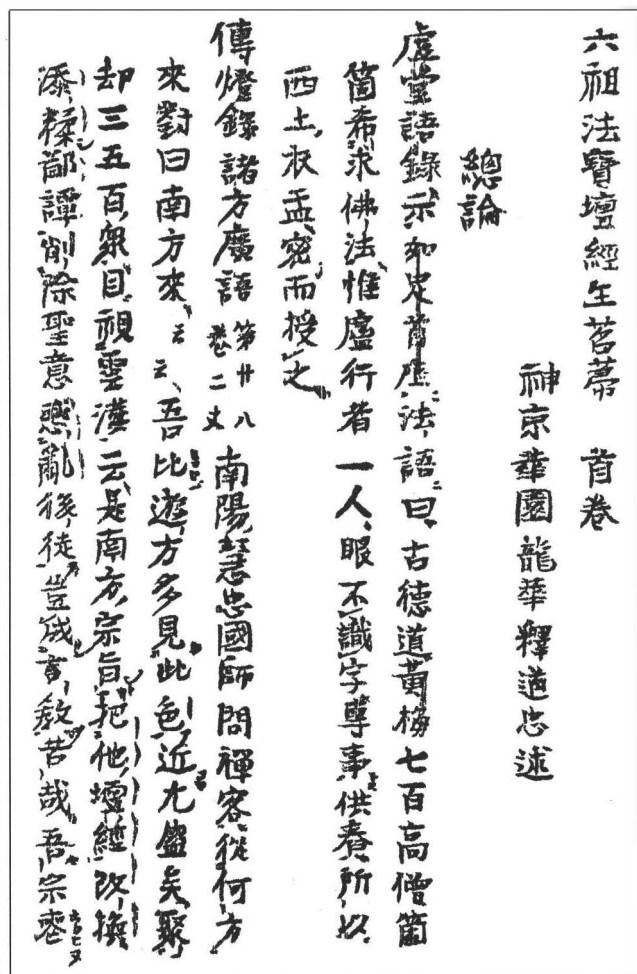 六祖法寶壇經生苕菷　首卷
神京華園龍華釋道忠述
總論
虛堂語錄示如首座法語曰古德道黃梅七百高僧箇
箇希求佛法惟盧行者一人眼不識字專事供養所以
西土衣盂密而授之
傳燈錄諸方廣語 第廿八卷二丈 南陽慧忠國師問禪客從何方
來對曰南方來云云吾比遊方多見此色近尤盛矣聚
却三五百衆目視雲漢云是南方宗旨把他壇經改換
添糅鄙譚削除聖意惑亂後徒豈成言教苦哉吾宗喪